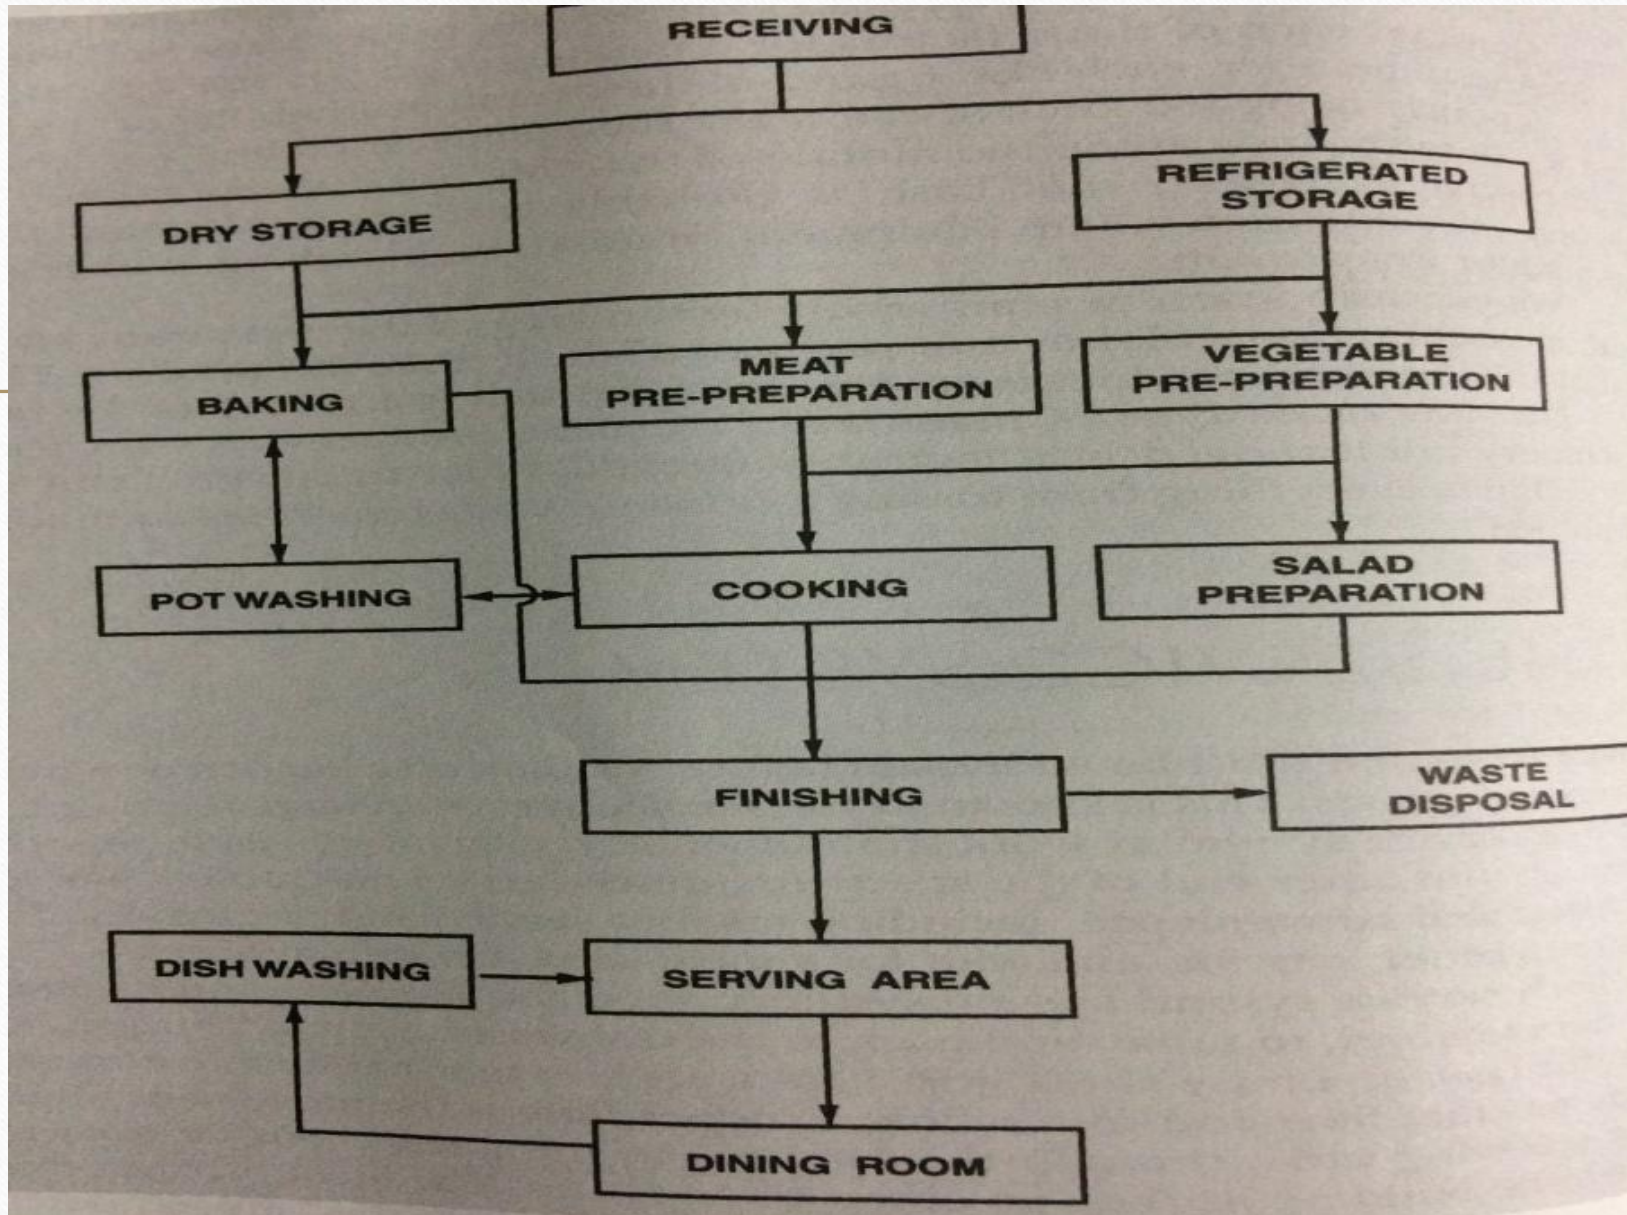 RECEIVING
DRY STORAGE
REFRIGERATED
STORAGE
BAKING
MEAT
PRE-PREPARATION
VEGETABLE
PRE-PREPARATION
POT WASHING
COOKING
SALAD
PREPARATION
FINISHING
WASTE
DISPOSAL
DISH WASHING
SERVING AREA
DINING ROOM